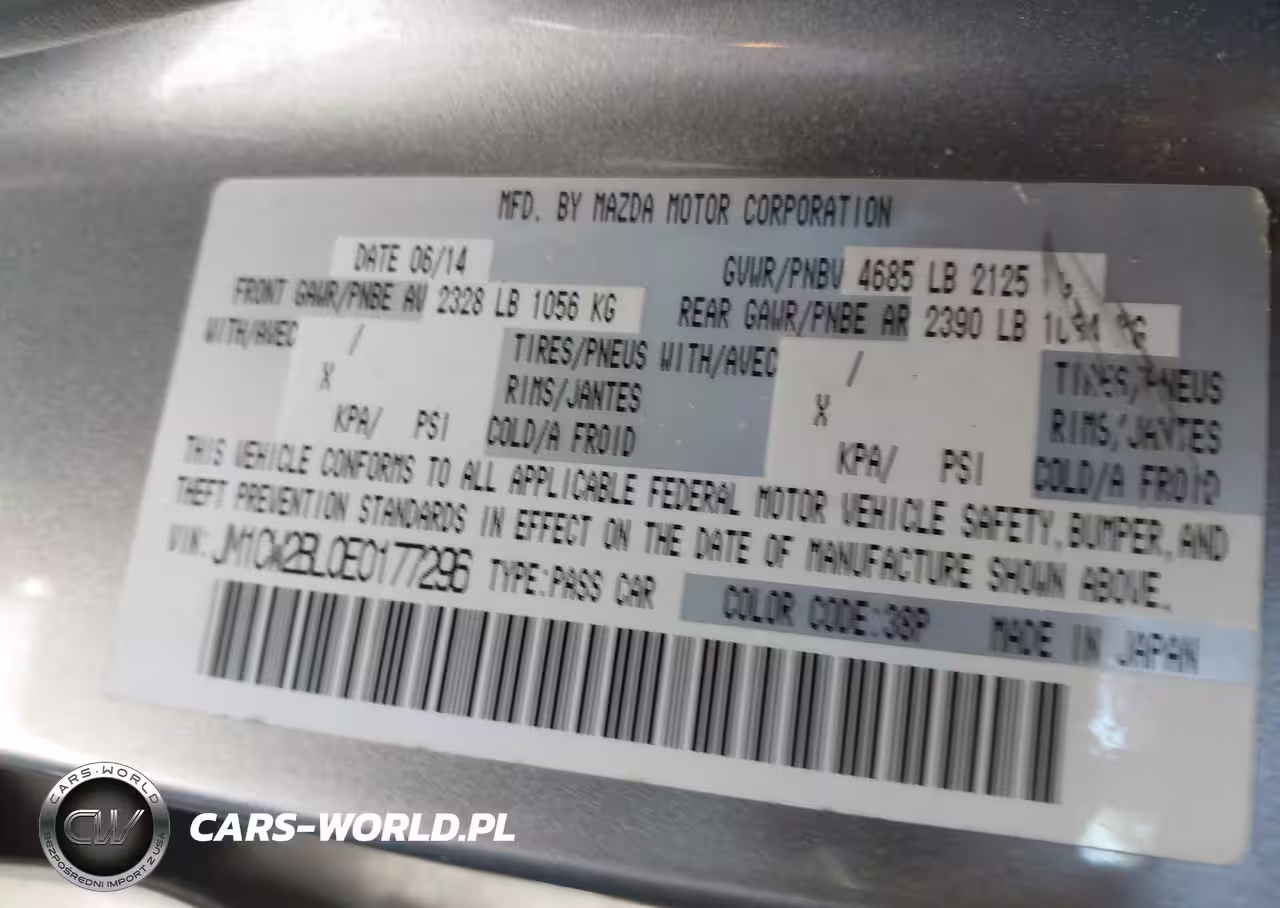 MFD. BY MAZDA MOTOR CORPORATION
DATE 06/14 GVWR/PNBV 4685 LB 2125
FRONT GAWR/PNBE AV 2328 LB 1056 KG REAR GAWR/PNBE AR 2390 LB
WITH/AVEC / TIRES/PNEUS WITH/AVEC / TIRES/PNEUS
X RIMS/JANTES X RIMS/JANTES
KPA/ PSI COLD/A FROID KPA/ PSI COLD/A FROID
THIS VEHICLE CONFORMS TO ALL APPLICABLE FEDERAL MOTOR VEHICLE SAFETY, BUMPER, AND
THEFT PREVENTION STANDARDS IN EFFECT ON THE DATE OF MANUFACTURE SHOWN ABOVE.
VIN: JM1CW2BL0E0177296 TYPE:PASS CAR COLOR CODE:38P MADE IN JAPAN
CARS-WORLD
CW
BEZPOŚREDNI IMPORT Z USA
CARS-WORLD.PL